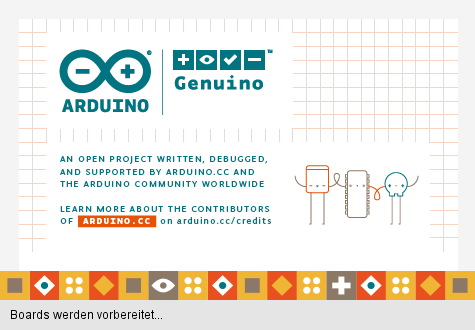 ARDUINO
Genuino
AN OPEN PROJECT WRITTEN, DEBUGGED,
AND SUPPORTED BY ARDUINO.CC AND
THE ARDUINO COMMUNITY WORLDWIDE
LEARN MORE ABOUT THE CONTRIBUTORS
OF ARDUINO.CC on arduino.cc/credits
Boards werden vorbereitet...